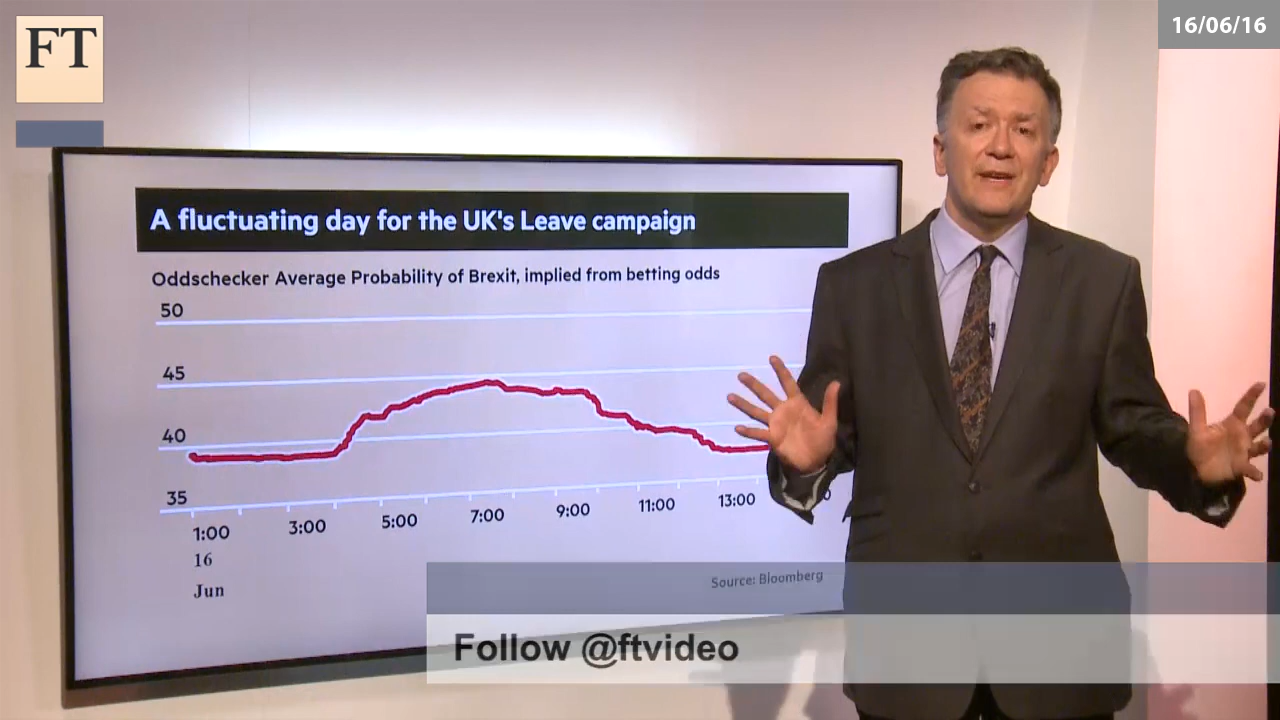 FT
16/06/16
A fluctuating day for the UK's Leave campaign
Oddschecker Average Probability of Brexit, implied from betting odds
50
45
40
35
1:00 3:00 5:00 7:00 9:00 11:00 13:00
16
Jun
Source: Bloomberg
Follow @ftvideo